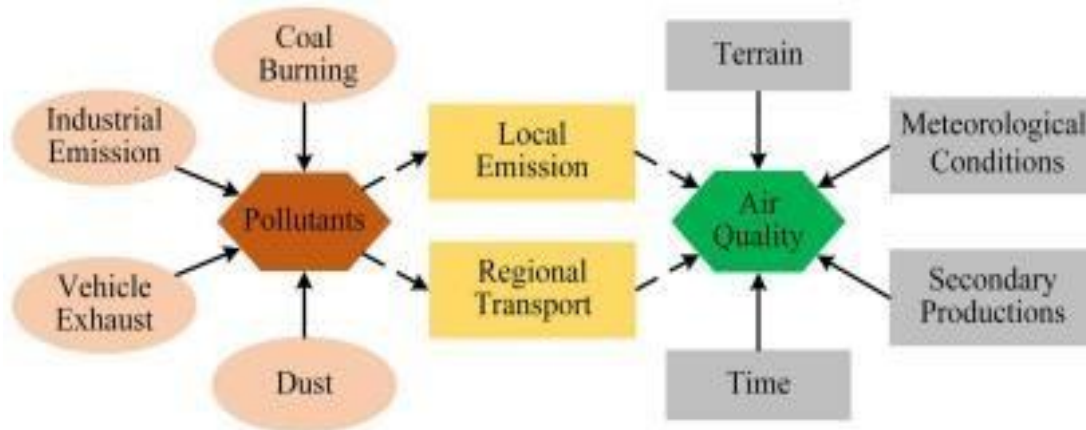 Coal
Burning
Industrial
Emission
Pollutants
Vehicle
Exhaust
Dust
Local
Emission
Regional
Transport
Terrain
Meteorological
Conditions
Air
Quality
Secondary
Productions
Time